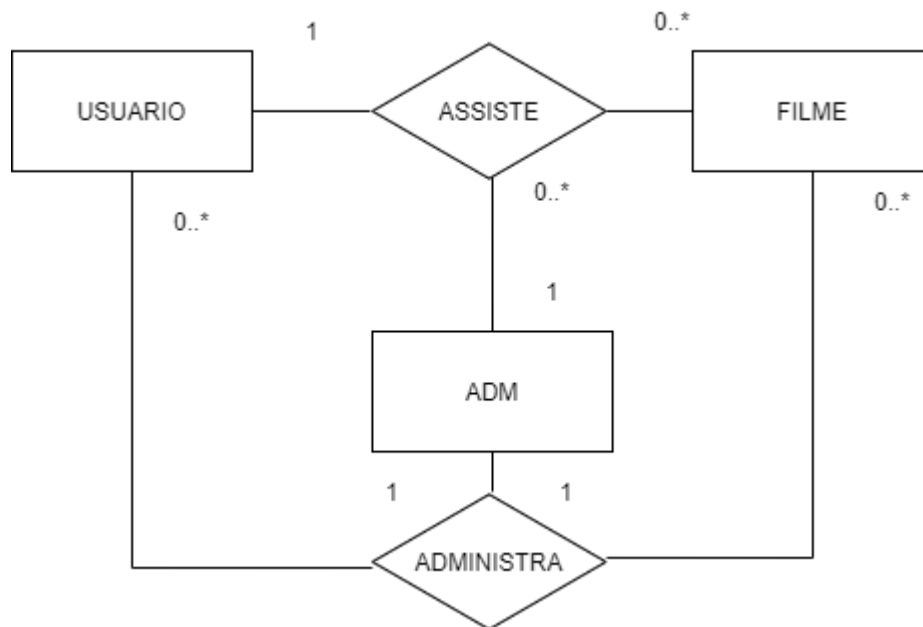 1
0..*
USUARIO
ASSISTE
FILME
0..*
0..*
0..*
1
ADM
1
1
ADMINISTRA